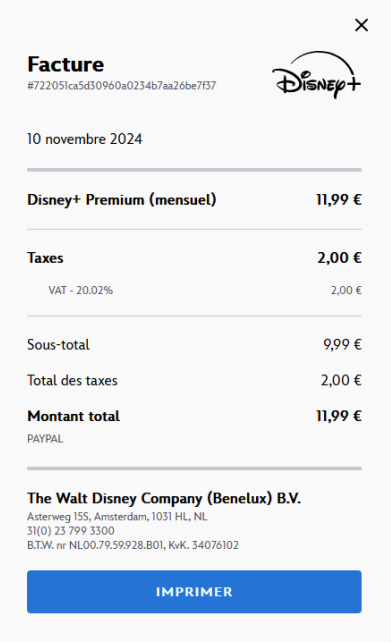 Facture
Disney+
#722051ca5d30960a0234b7aa26be7f37
10 novembre 2024
Disney+ Premium (mensuel) 11,99 €
Taxes 2,00 €
VAT - 20.02% 2,00 €
Sous-total 9,99 €
Total des taxes 2,00 €
Montant total 11,99 €
PAYPAL
The Walt Disney Company (Benelux) B.V.
Asterweg 15S, Amsterdam, 1031 HL, NL
31(0) 23 799 3300
B.T.W. nr NL00.79.59.928.B01, KvK. 34076102
IMPRIMER